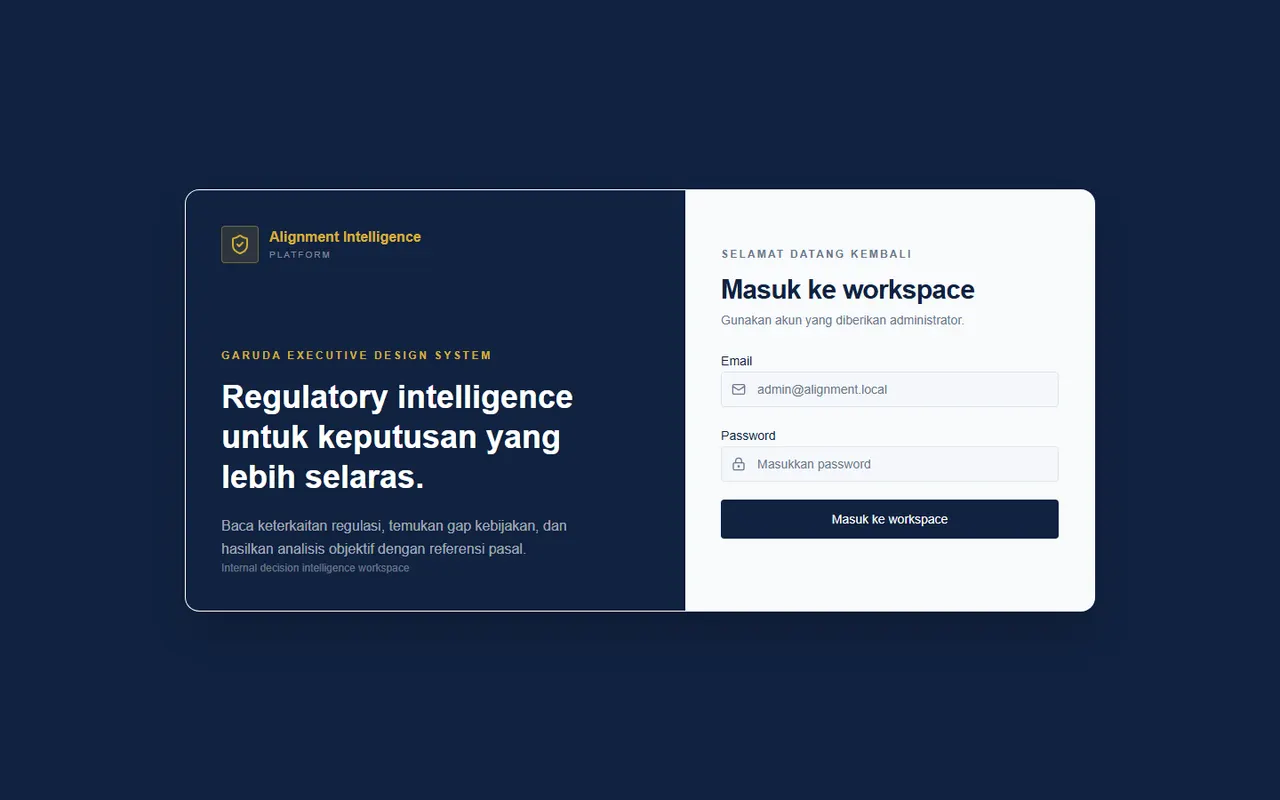 Alignment Intelligence
PLATFORM
GARUDA EXECUTIVE DESIGN SYSTEM
Regulatory intelligence
untuk keputusan yang
lebih selaras.
Baca keterkaitan regulasi, temukan gap kebijakan, dan
hasilkan analisis objektif dengan referensi pasal.
Internal decision intelligence workspace
SELAMAT DATANG KEMBALI
Masuk ke workspace
Gunakan akun yang diberikan administrator.
Email
admin@alignment.local
Password
Masukkan password
Masuk ke workspace